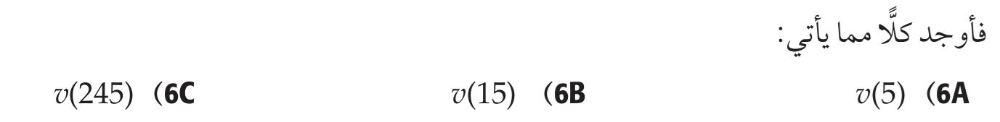 فأوجد كلًّا مما يأتي:
v(5) (6A v(15) (6B v(245) (6C